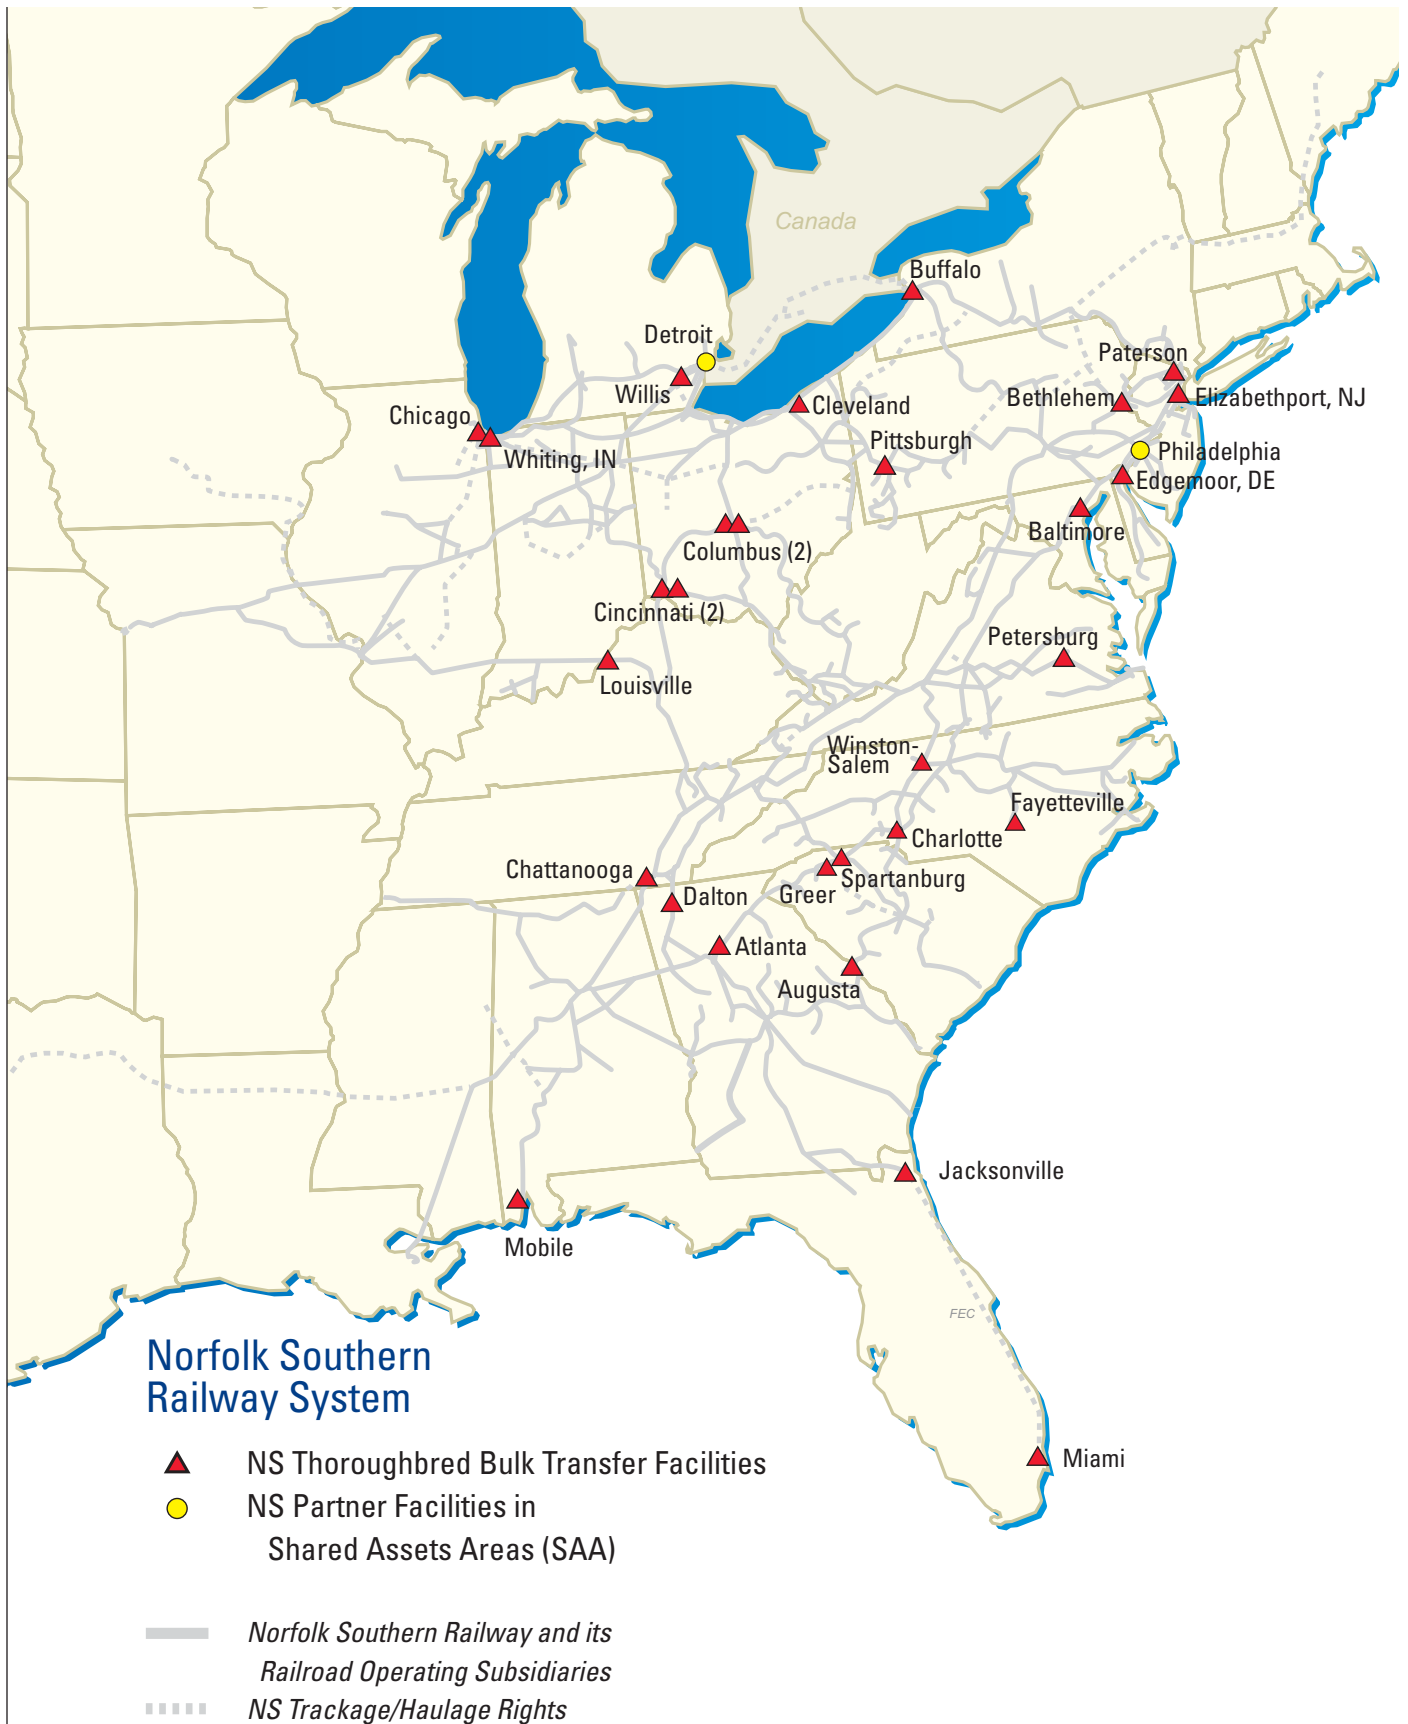 Canada
Buffalo
Detroit
Paterson
Willis
Bethlehem
Elizabethport, NJ
Cleveland
Chicago
Pittsburgh
Philadelphia
Whiting, IN
Edgemoor, DE
Baltimore
Columbus (2)
Cincinnati (2)
Petersburg
Louisville
Winston-
Salem
Fayetteville
Charlotte
Chattanooga
Spartanburg
Greer
Dalton
Atlanta
Augusta
Jacksonville
Mobile
FEC
Miami
Norfolk Southern
Railway System
NS Thoroughbred Bulk Transfer Facilities
NS Partner Facilities in
Shared Assets Areas (SAA)
Norfolk Southern Railway and its
Railroad Operating Subsidiaries
NS Trackage/Haulage Rights